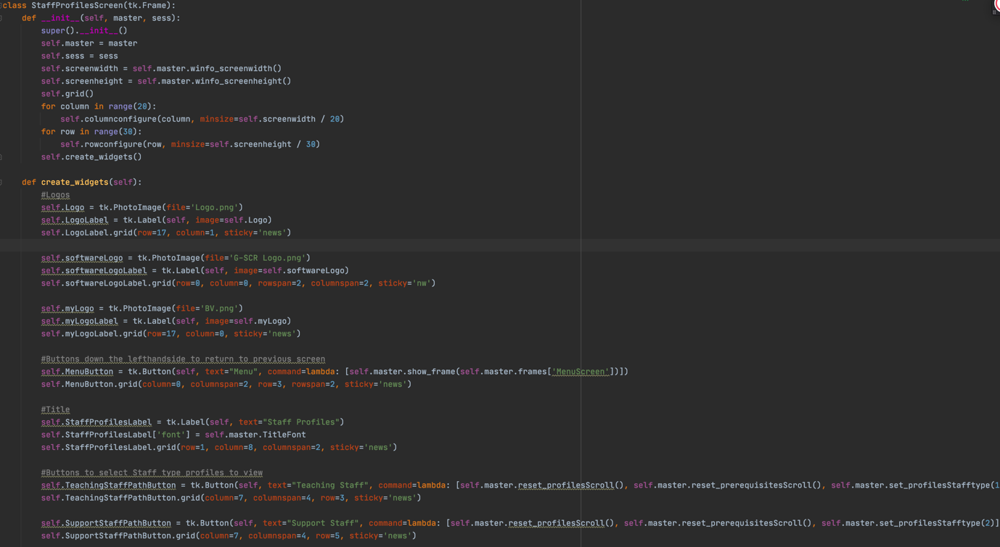 class StaffProfilesScreen(tk.Frame):
    def __init__(self, master, sess):
        super().__init__()
        self.master = master
        self.sess = sess
        self.screenwidth = self.master.winfo_screenwidth()
        self.screenheight = self.master.winfo_screenheight()
        self.grid()
        for column in range(20):
            self.columnconfigure(column, minsize=self.screenwidth / 20)
        for row in range(30):
            self.rowconfigure(row, minsize=self.screenheight / 30)
        self.create_widgets()
    def create_widgets(self):
        #Logos
        self.Logo = tk.PhotoImage(file='Logo.png')
        self.LogoLabel = tk.Label(self, image=self.Logo)
        self.LogoLabel.grid(row=17, column=1, sticky='news')
        self.softwareLogo = tk.PhotoImage(file='G-SCR Logo.png')
        self.softwareLogoLabel = tk.Label(self, image=self.softwareLogo)
        self.softwareLogoLabel.grid(row=0, column=0, rowspan=2, columnspan=2, sticky='nw')
        self.myLogo = tk.PhotoImage(file='BV.png')
        self.myLogoLabel = tk.Label(self, image=self.myLogo)
        self.myLogoLabel.grid(row=17, column=0, sticky='news')
        #Buttons down the lefthandside to return to previous screen
        self.MenuButton = tk.Button(self, text="Menu", command=lambda: [self.master.show_frame(self.master.frames['MenuScreen'])])
        self.MenuButton.grid(column=0, columnspan=2, row=3, rowspan=2, sticky='news')
        #Title
        self.StaffProfilesLabel = tk.Label(self, text="Staff Profiles")
        self.StaffProfilesLabel['font'] = self.master.TitleFont
        self.StaffProfilesLabel.grid(row=1, column=8, columnspan=2, sticky='news')
        #Buttons to select Staff type profiles to view
        self.TeachingStaffPathButton = tk.Button(self, text="Teaching Staff", command=lambda: [self.master.reset_profilesScroll(), self.master.reset_prerequisitesScroll(), self.master.set_profilesStafftype(1
        self.TeachingStaffPathButton.grid(column=7, columnspan=4, row=3, sticky='news')
        self.SupportStaffPathButton = tk.Button(self, text="Support Staff", command=lambda: [self.master.reset_profilesScroll(), self.master.reset_prerequisitesScroll(), self.master.set_profilesStafftype(2)]
        self.SupportStaffPathButton.grid(column=7, columnspan=4, row=5, sticky='news')